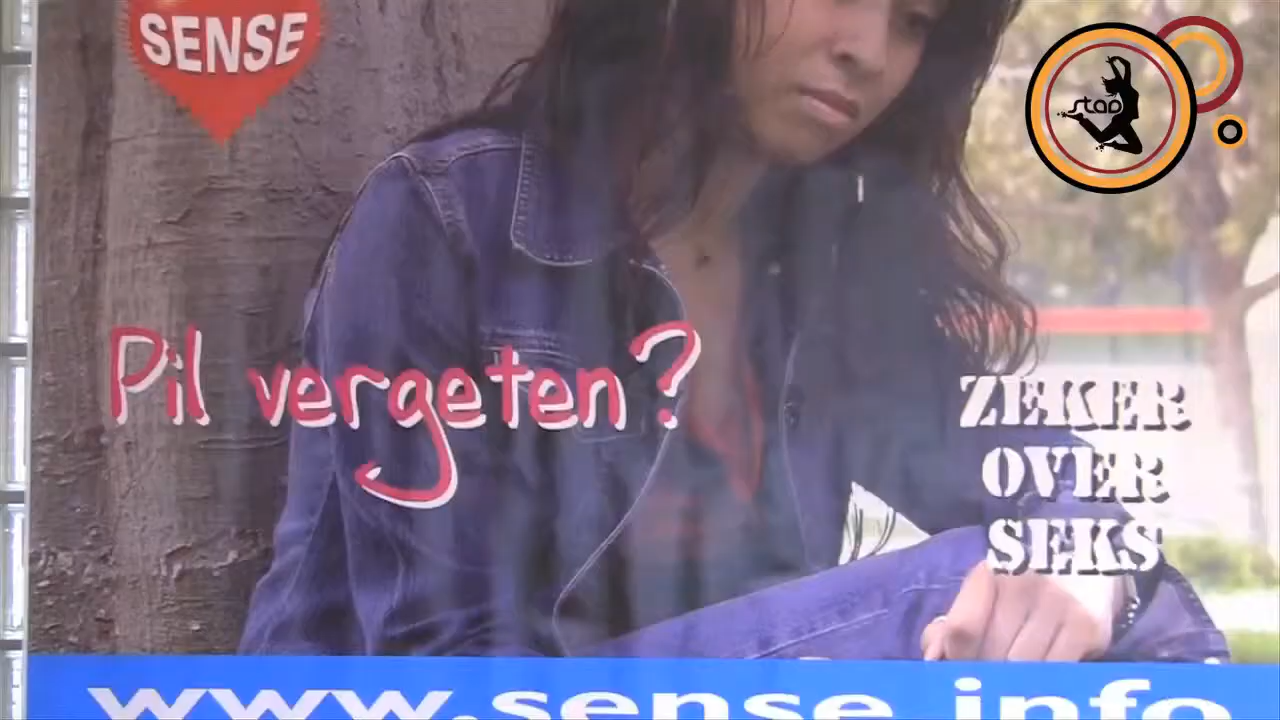 SENSE
stap
Pil vergeten?
ZEKER
OVER
SEKS
www.sense.info